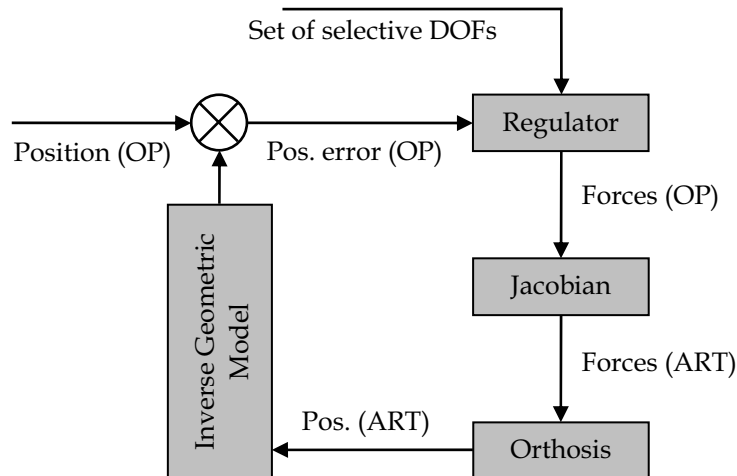 Set of selective DOFs
Regulator
Position (OP)
Pos. error (OP)
Forces (OP)
Inverse Geometric
Model
Jacobian
Forces (ART)
Pos. (ART)
Orthosis